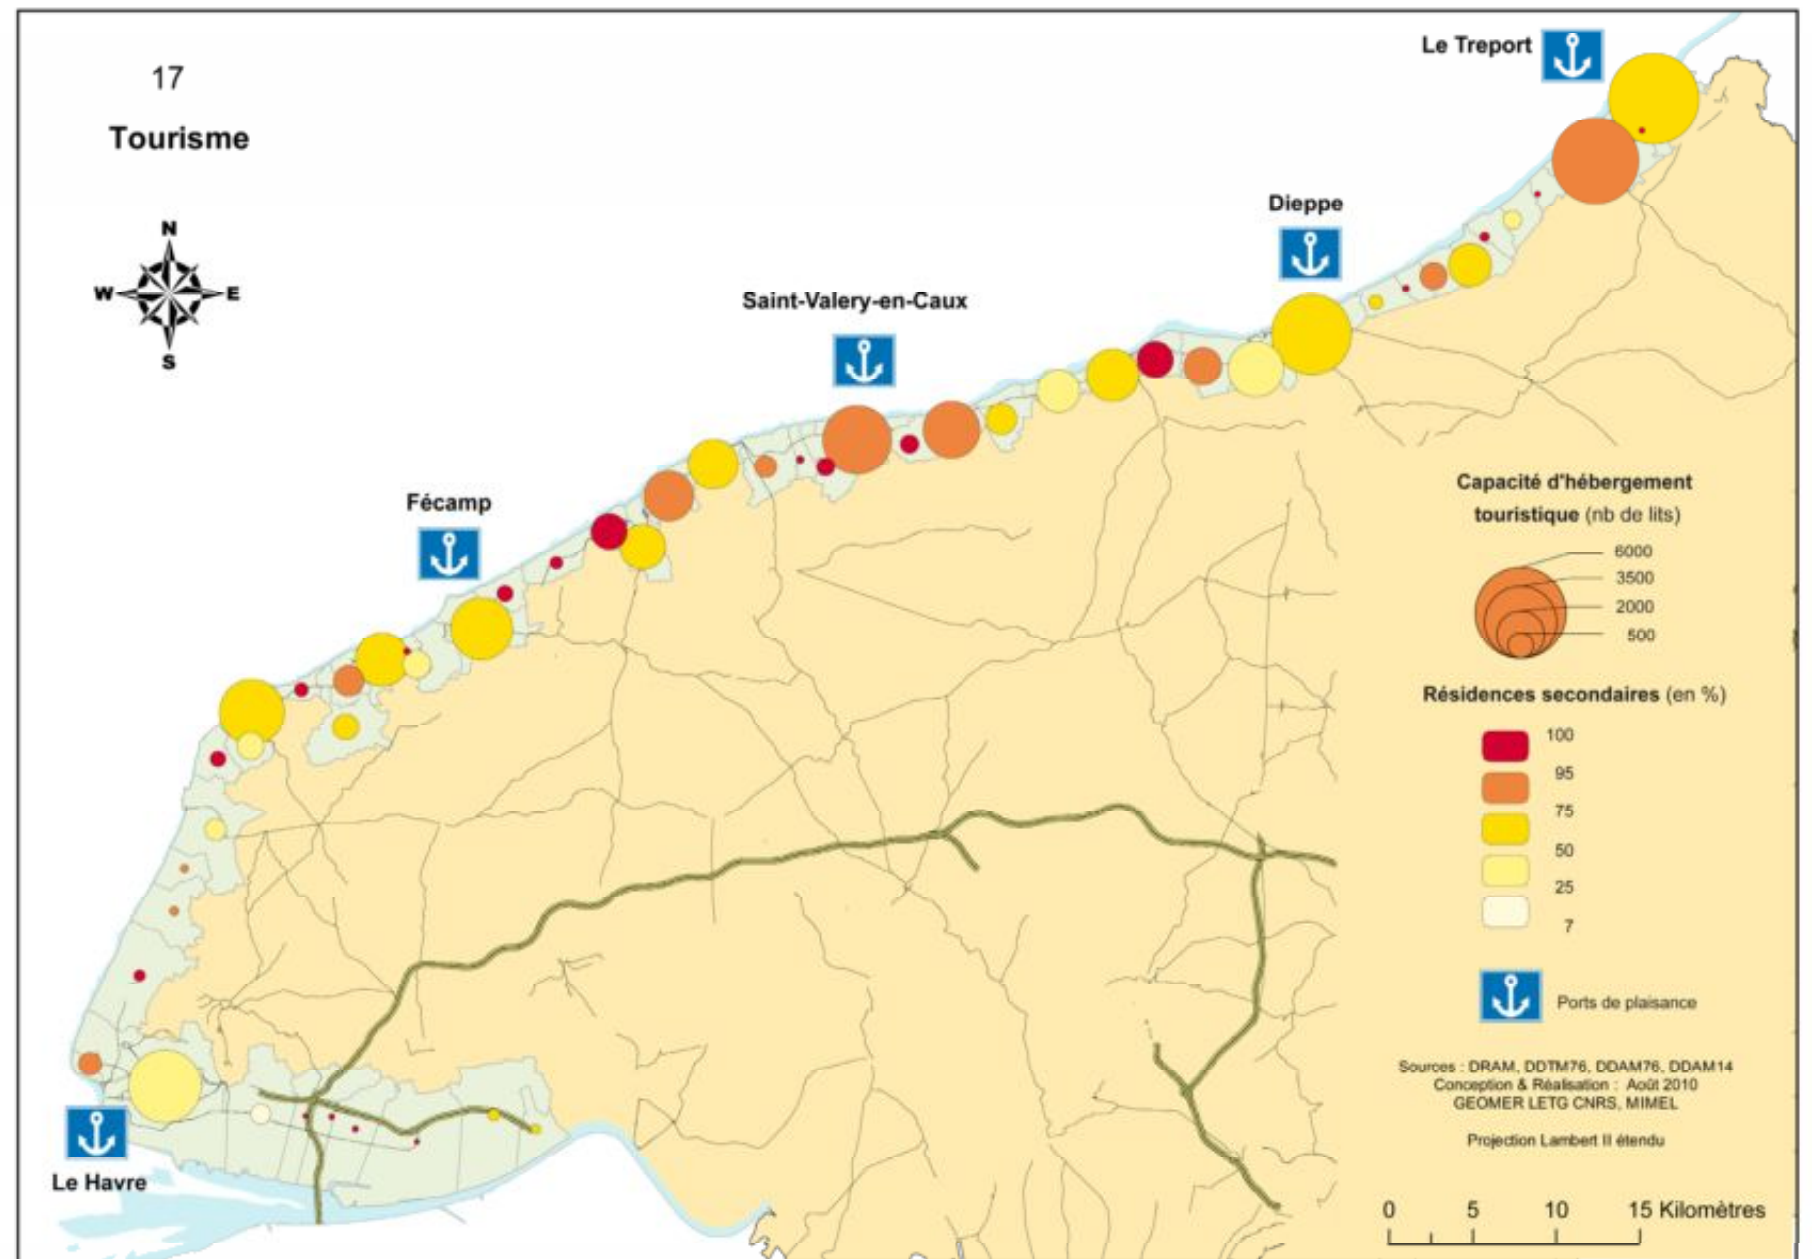 17
Tourisme
N
W
E
S
Le Treport
Dieppe
Saint-Valery-en-Caux
Fécamp
Le Havre
Capacité d'hébergement
touristique (nb de lits)
6000
3500
2000
500
Résidences secondaires (en %)
100
95
75
50
25
7
Ports de plaisance
Sources : DRAM, DDTM76, DDAM76, DDAM14
Conception & Réalisation : Août 2010
GEOMER LETG CNRS, MIMEL
Projection Lambert II étendu
0 5 10 15 Kilomètres